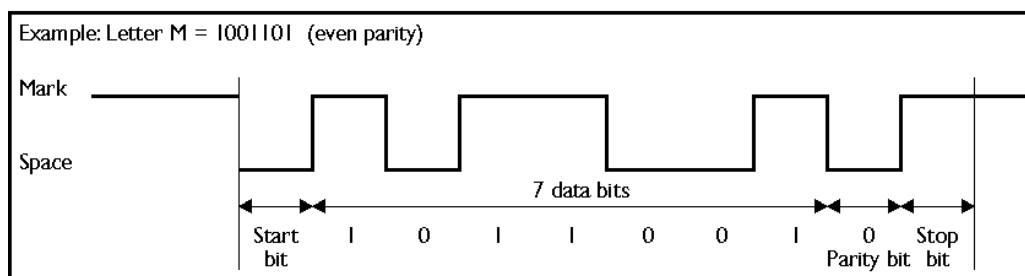 Example: Letter M = 1001101 (even parity)
Mark
Space
7 data bits
Start bit 1 0 1 1 0 0 1 0 Parity bit Stop bit